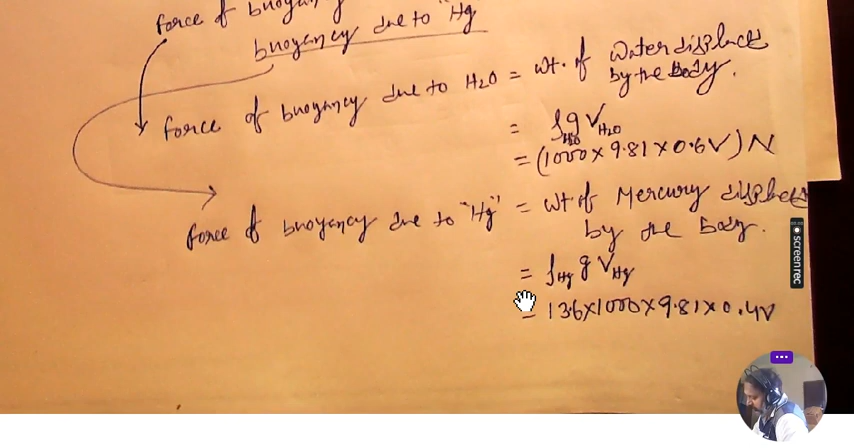 Force of buoyancy
buoyancy due to "Hg
Force of buoyancy due to H2O = wt. of Water displaced
by the body.
= ρH2O g VH2O
= (1000 × 9.81 × 0.6V) N
Force of buoyancy due to "Hg" = wt of Mercury displaced
by the body.
= ρHg g VHg
= 13.6×1000×9.81×0.4V
screenrec